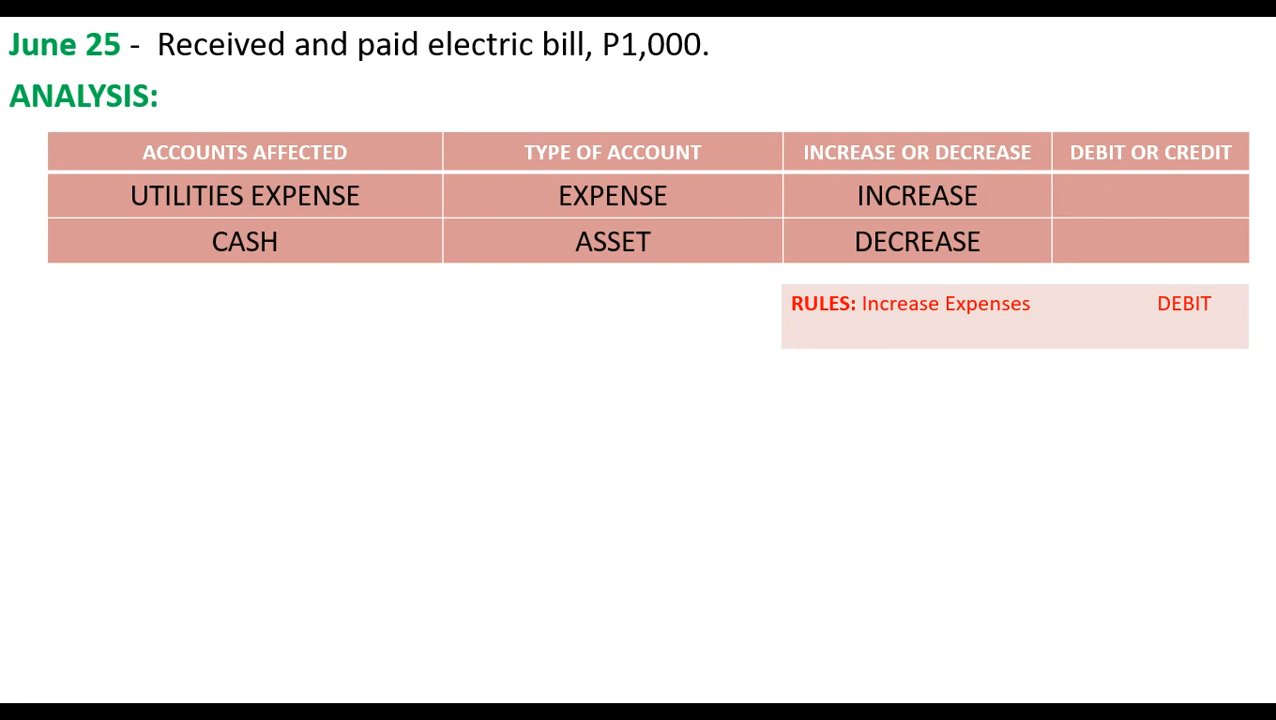 June 25 - Received and paid electric bill, P1,000.
ANALYSIS:
ACCOUNTS AFFECTED TYPE OF ACCOUNT INCREASE OR DECREASE DEBIT OR CREDIT
UTILITIES EXPENSE EXPENSE INCREASE
CASH ASSET DECREASE
RULES: Increase Expenses DEBIT